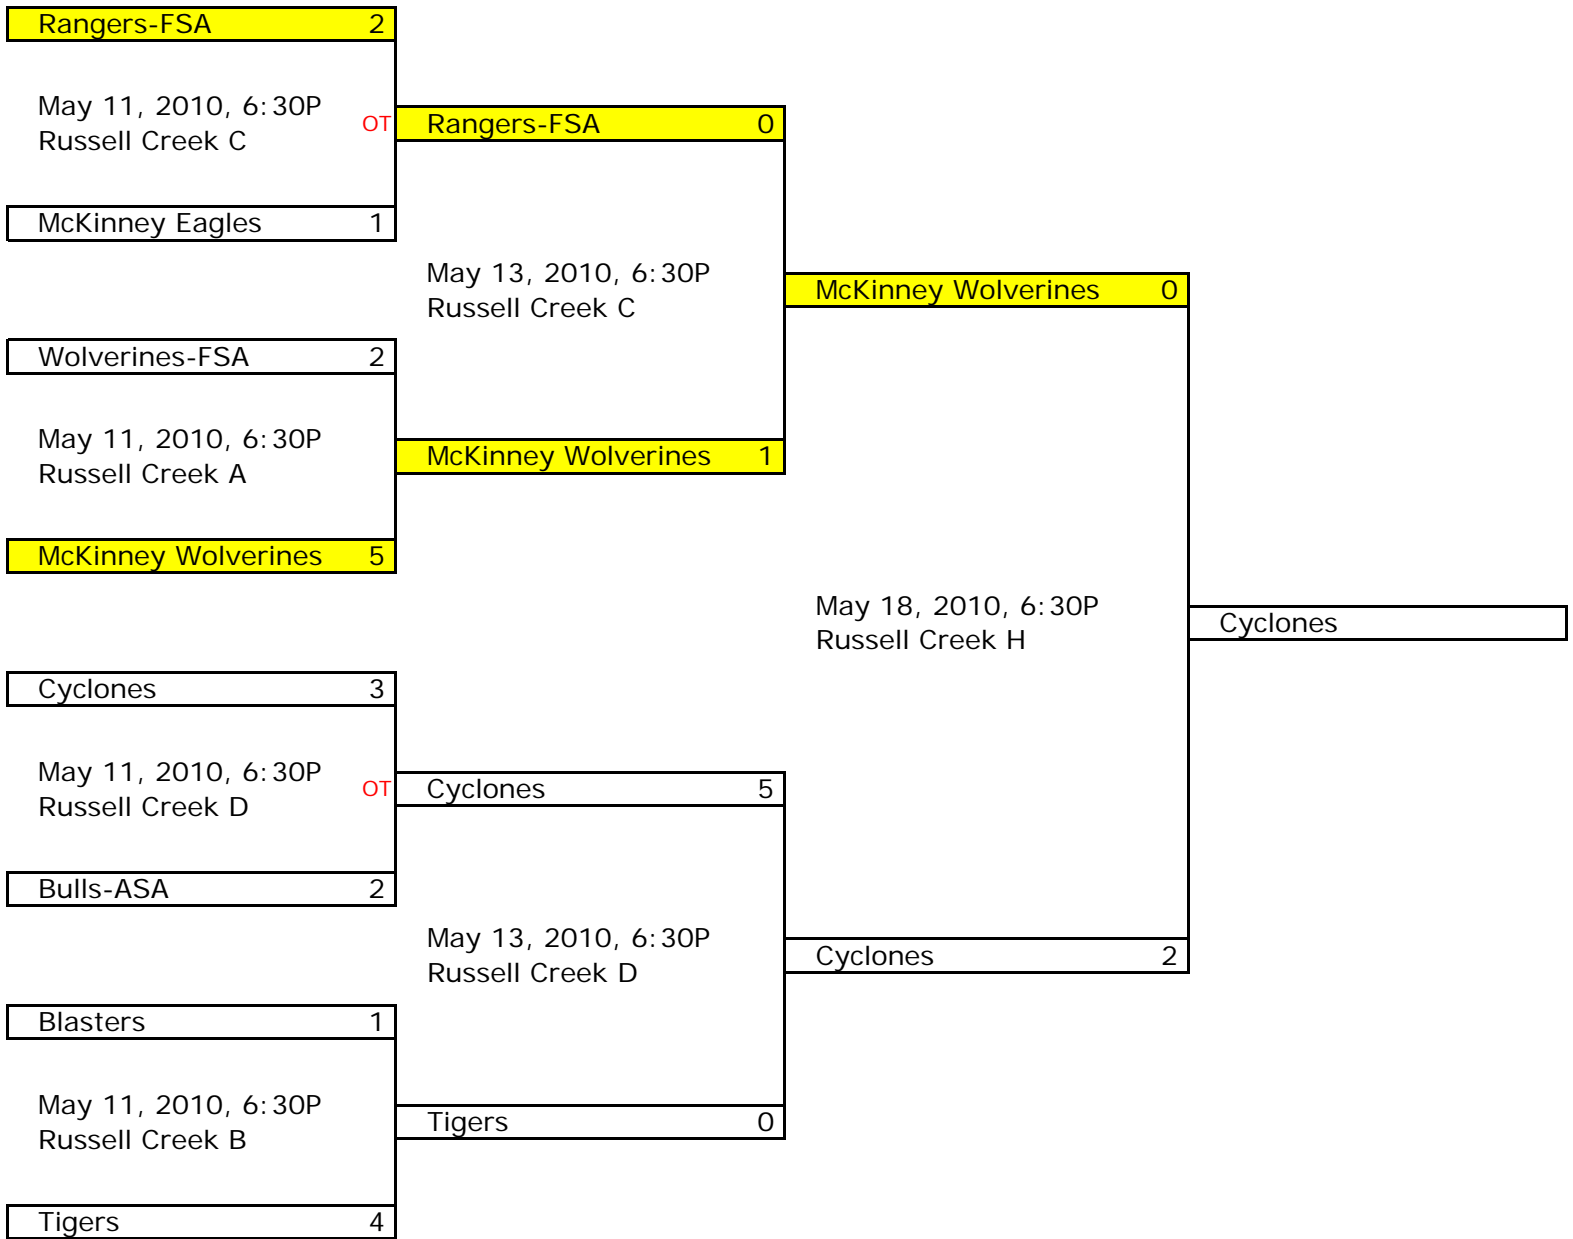 Rangers-FSA 2
May 11, 2010, 6:30P
Russell Creek C
OT
McKinney Eagles 1
Wolverines-FSA 2
May 11, 2010, 6:30P
Russell Creek A
McKinney Wolverines 5
Cyclones 3
May 11, 2010, 6:30P
Russell Creek D
OT
Bulls-ASA 2
Blasters 1
May 11, 2010, 6:30P
Russell Creek B
Tigers 4
Rangers-FSA 0
May 13, 2010, 6:30P
Russell Creek C
McKinney Wolverines 1
Cyclones 5
May 13, 2010, 6:30P
Russell Creek D
Tigers 0
McKinney Wolverines 0
May 18, 2010, 6:30P
Russell Creek H
Cyclones 2
Cyclones